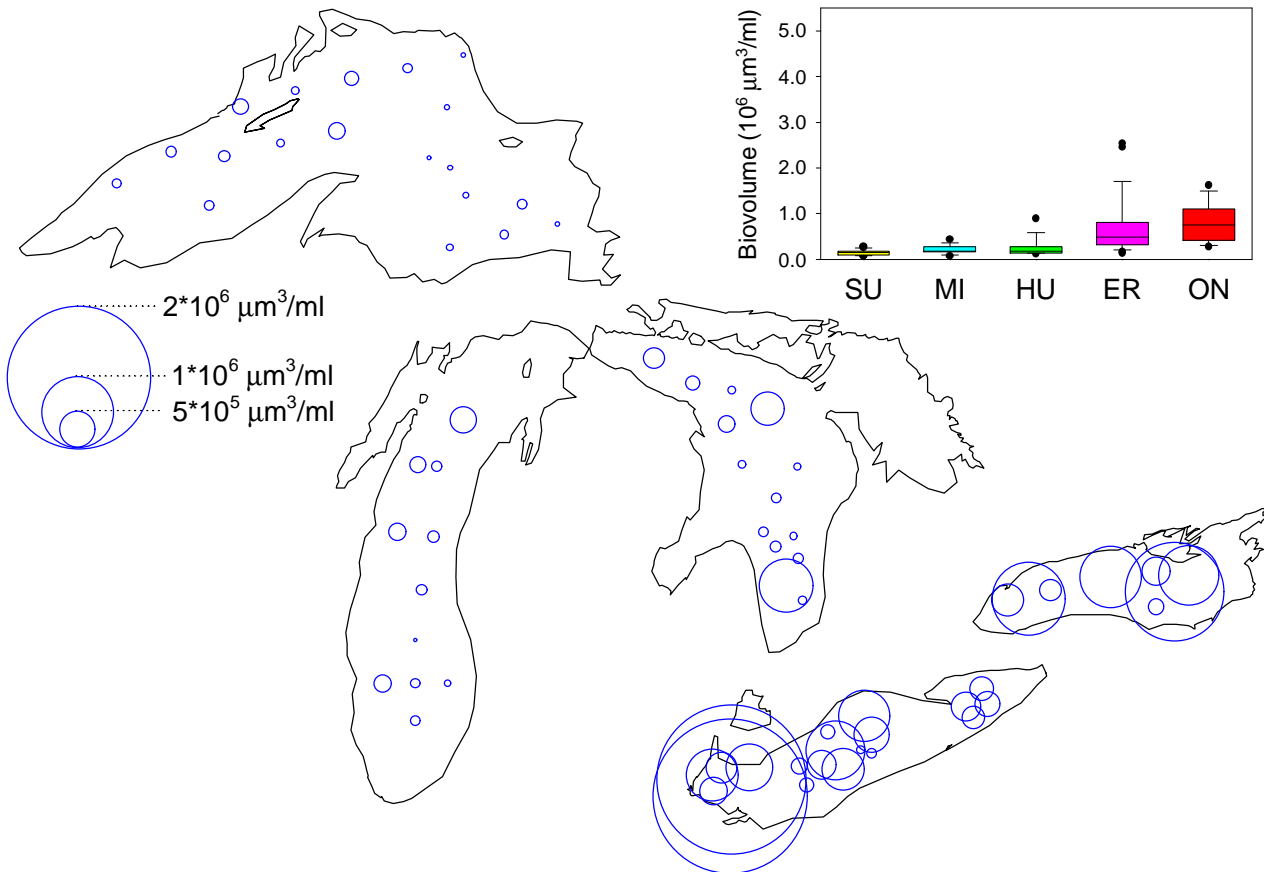 5.0
4.0
3.0
2.0
1.0
0.0
Biovolume (10⁶ µm³/ml)
SU MI HU ER ON
2*10⁶ µm³/ml
1*10⁶ µm³/ml
5*10⁵ µm³/ml